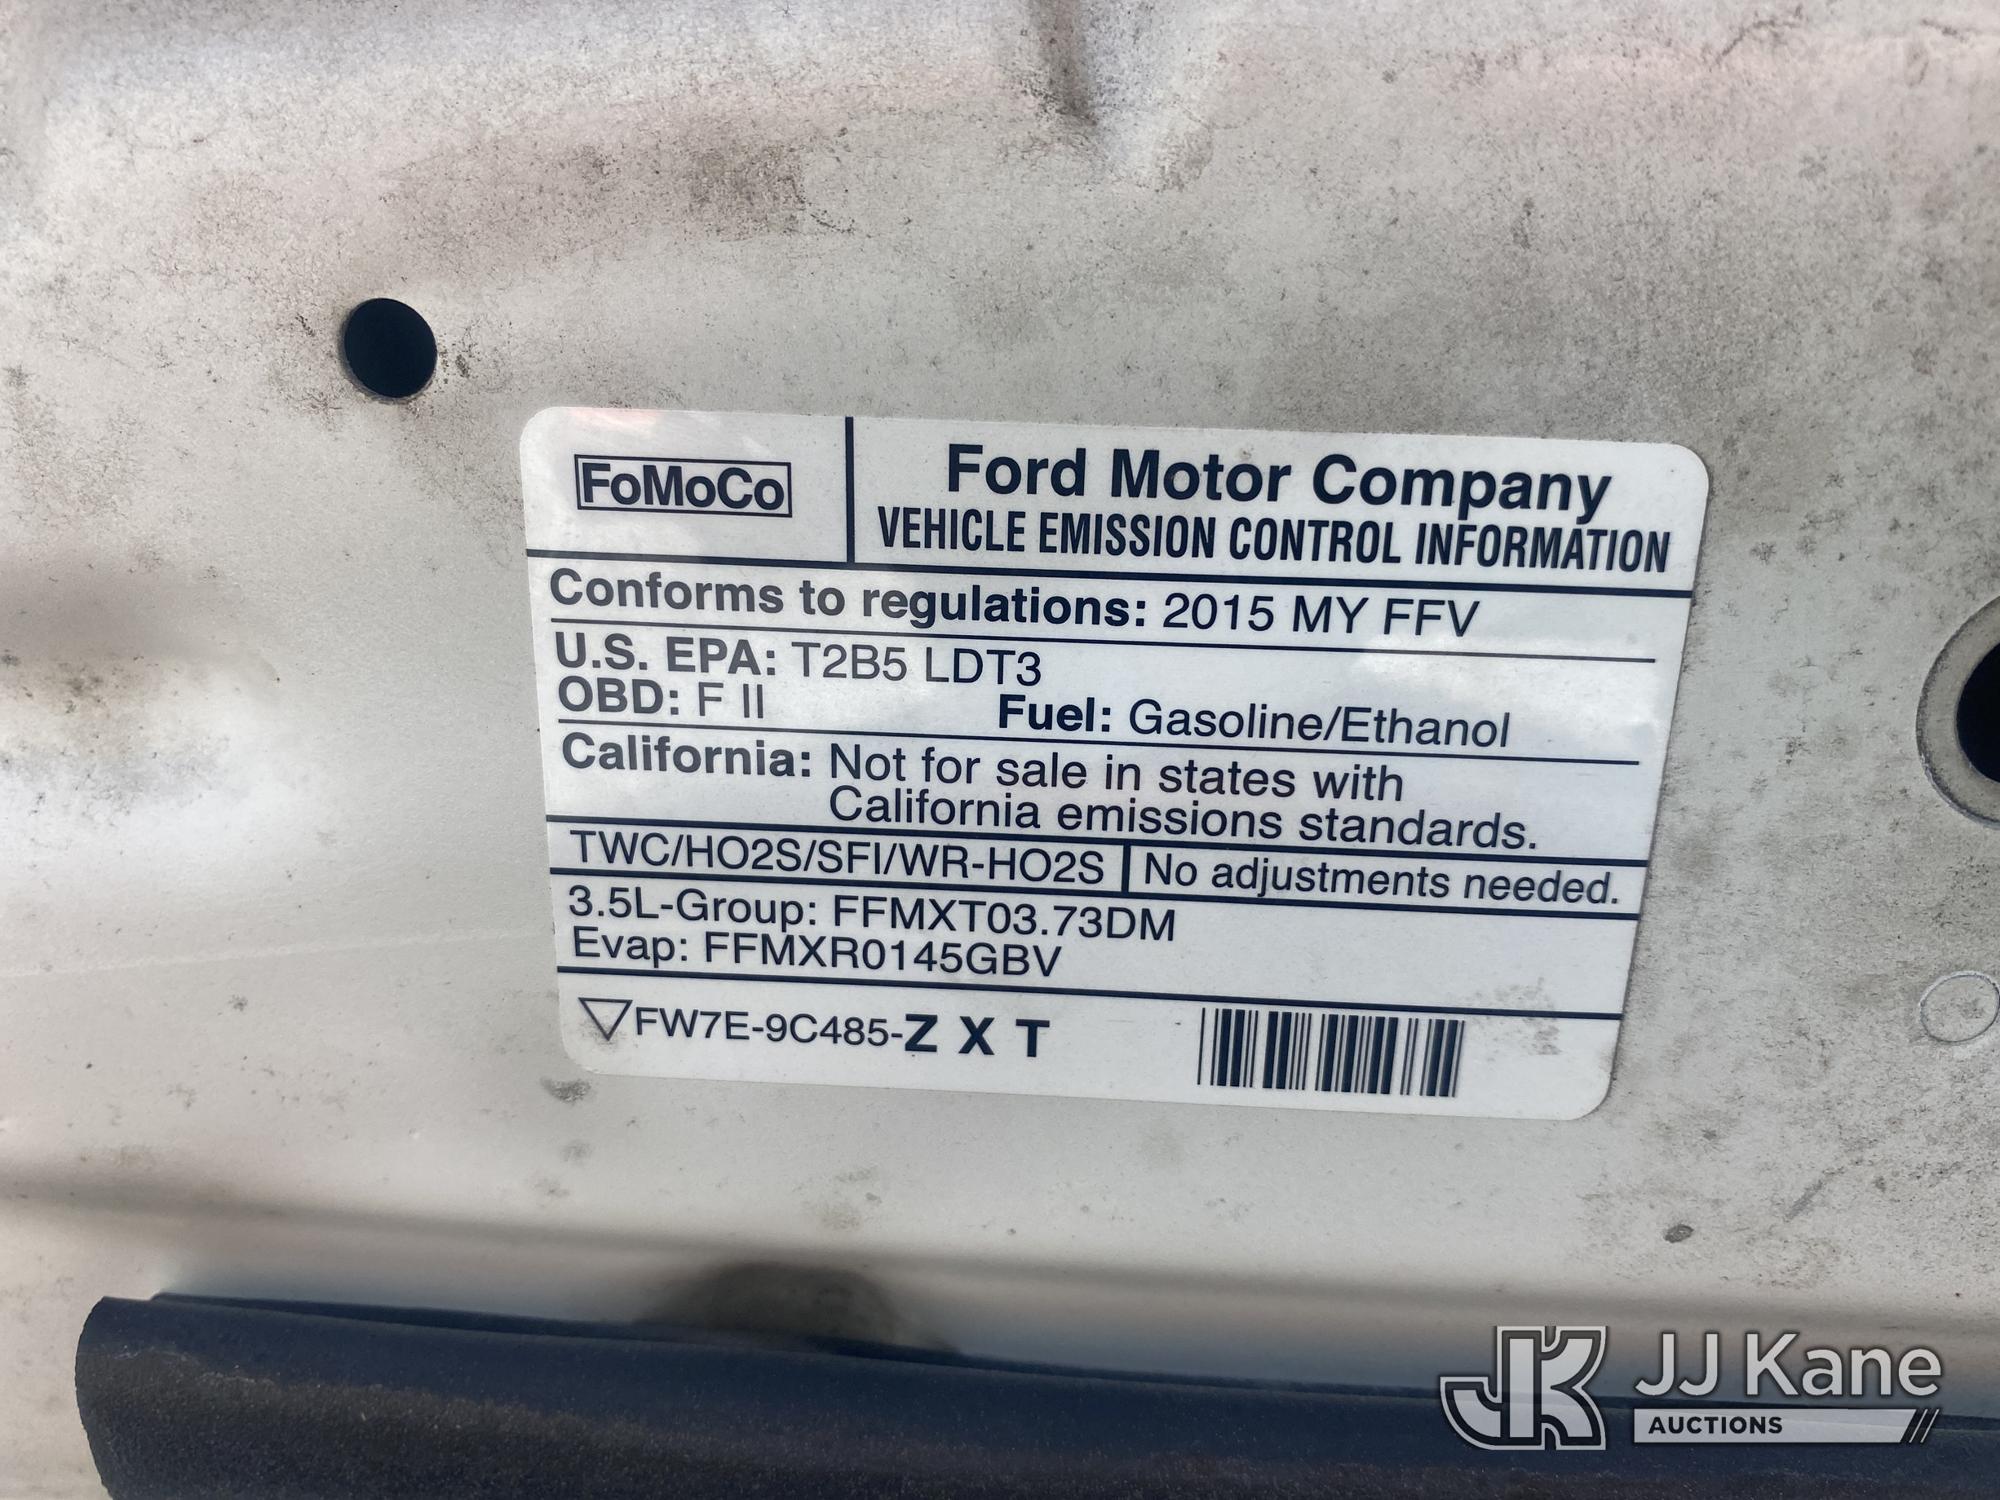 FoMoCo
Ford Motor Company
VEHICLE EMISSION CONTROL INFORMATION
Conforms to regulations: 2015 MY FFV
U.S. EPA: T2B5 LDT3
OBD: F II Fuel: Gasoline/Ethanol
California: Not for sale in states with
California emissions standards.
TWC/HO2S/SFI/WR-HO2S No adjustments needed.
3.5L-Group: FFMXT03.73DM
Evap: FFMXR0145GBV
FW7E-9C485-Z X T
JK JJ Kane
AUCTIONS